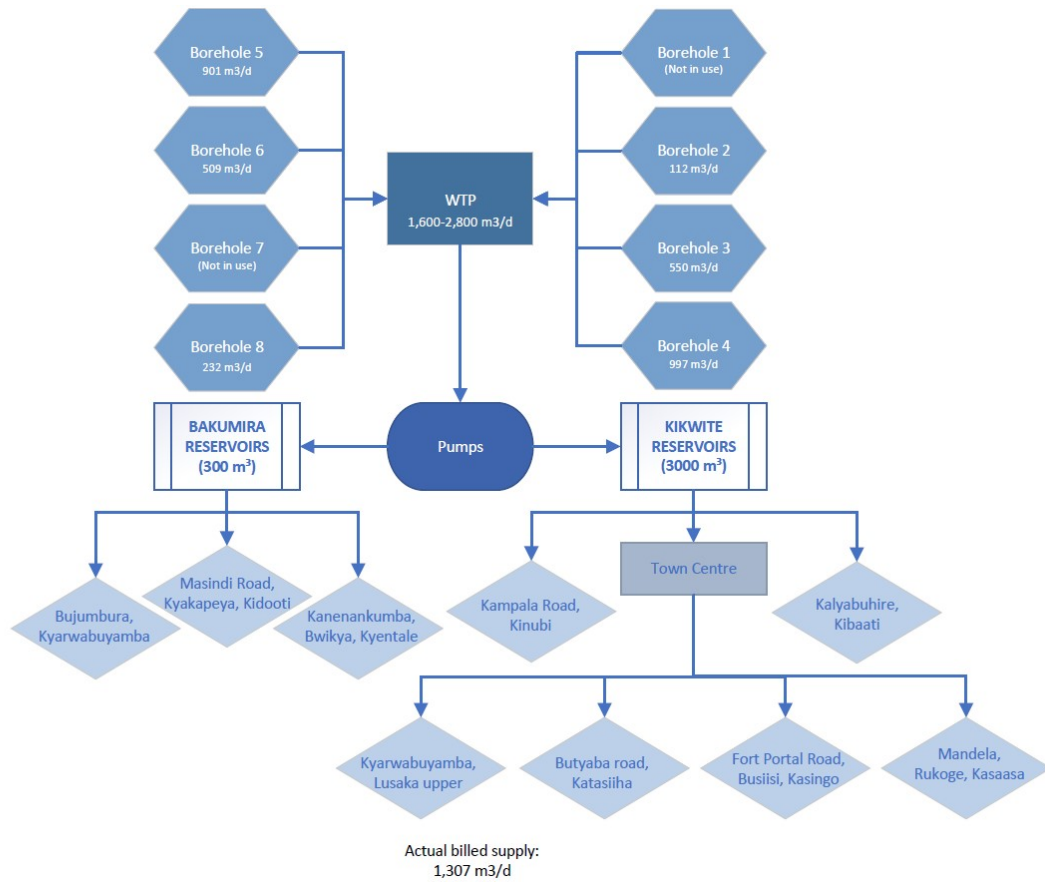 Borehole 5
901 m3/d
Borehole 1
(Not in use)
Borehole 6
509 m3/d
Borehole 2
112 m3/d
WTP
1,600-2,800 m3/d
Borehole 7
(Not in use)
Borehole 3
550 m3/d
Borehole 8
232 m3/d
Borehole 4
997 m3/d
BAKUMIRA
RESERVOIRS
(300 m³)
Pumps
KIKWITE
RESERVOIRS
(3000 m³)
Bujumbura,
Kyarwabuyamba
Masindi Road,
Kyakapeya, Kidooti
Kanenankumba,
Bwikya, Kyentale
Kampala Road,
Kinubi
Town Centre
Kalyabuhire,
Kibaati
Kyarwabuyamba,
Lusaka upper
Butyaba road,
Katasiiha
Fort Portal Road,
Busiisi, Kasingo
Mandela,
Rukoge, Kasaasa
Actual billed supply:
1,307 m3/d